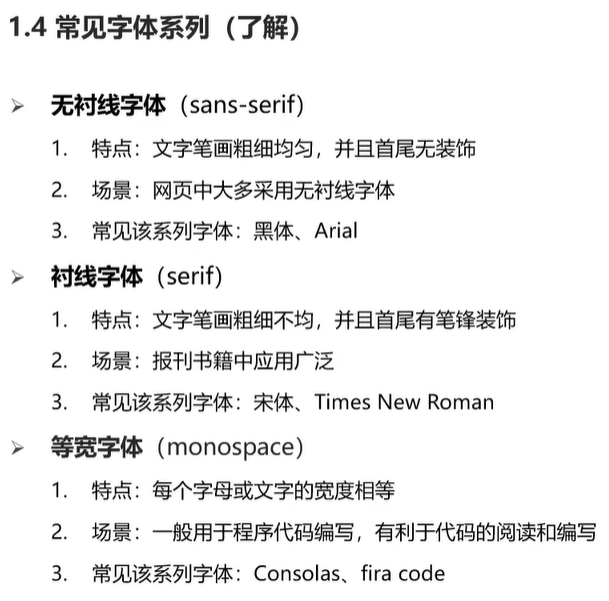 1.4 常见字体系列（了解）
➢ 无衬线字体（sans-serif）
1. 特点：文字笔画粗细均匀，并且首尾无装饰
2. 场景：网页中大多采用无衬线字体
3. 常见该系列字体：黑体、Arial
➢ 衬线字体（serif）
1. 特点：文字笔画粗细不均，并且首尾有笔锋装饰
2. 场景：报刊书籍中应用广泛
3. 常见该系列字体：宋体、Times New Roman
➢ 等宽字体（monospace）
1. 特点：每个字母或文字的宽度相等
2. 场景：一般用于程序代码编写，有利于代码的阅读和编写
3. 常见该系列字体：Consolas、fira code